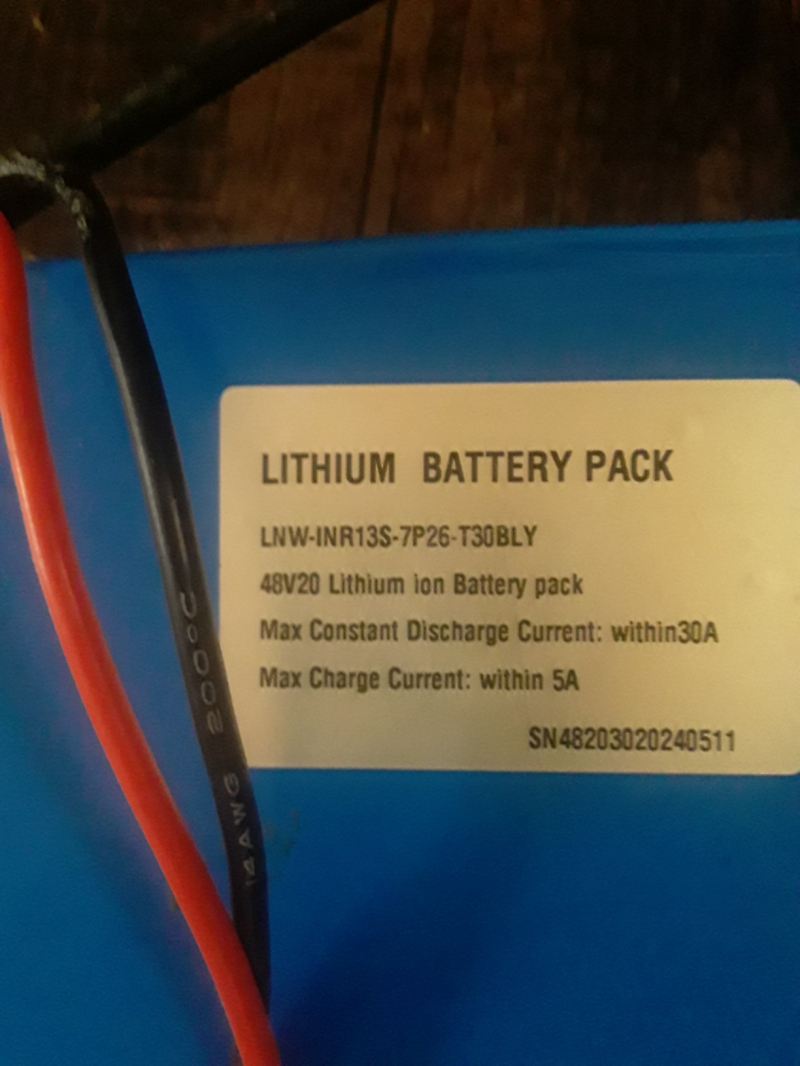 LITHIUM BATTERY PACK
LNW-INR13S-7P26-T30BLY
48V20 Lithium ion Battery pack
Max Constant Discharge Current: within30A
Max Charge Current: within 5A
SN48203020240511
14AWG 200°C